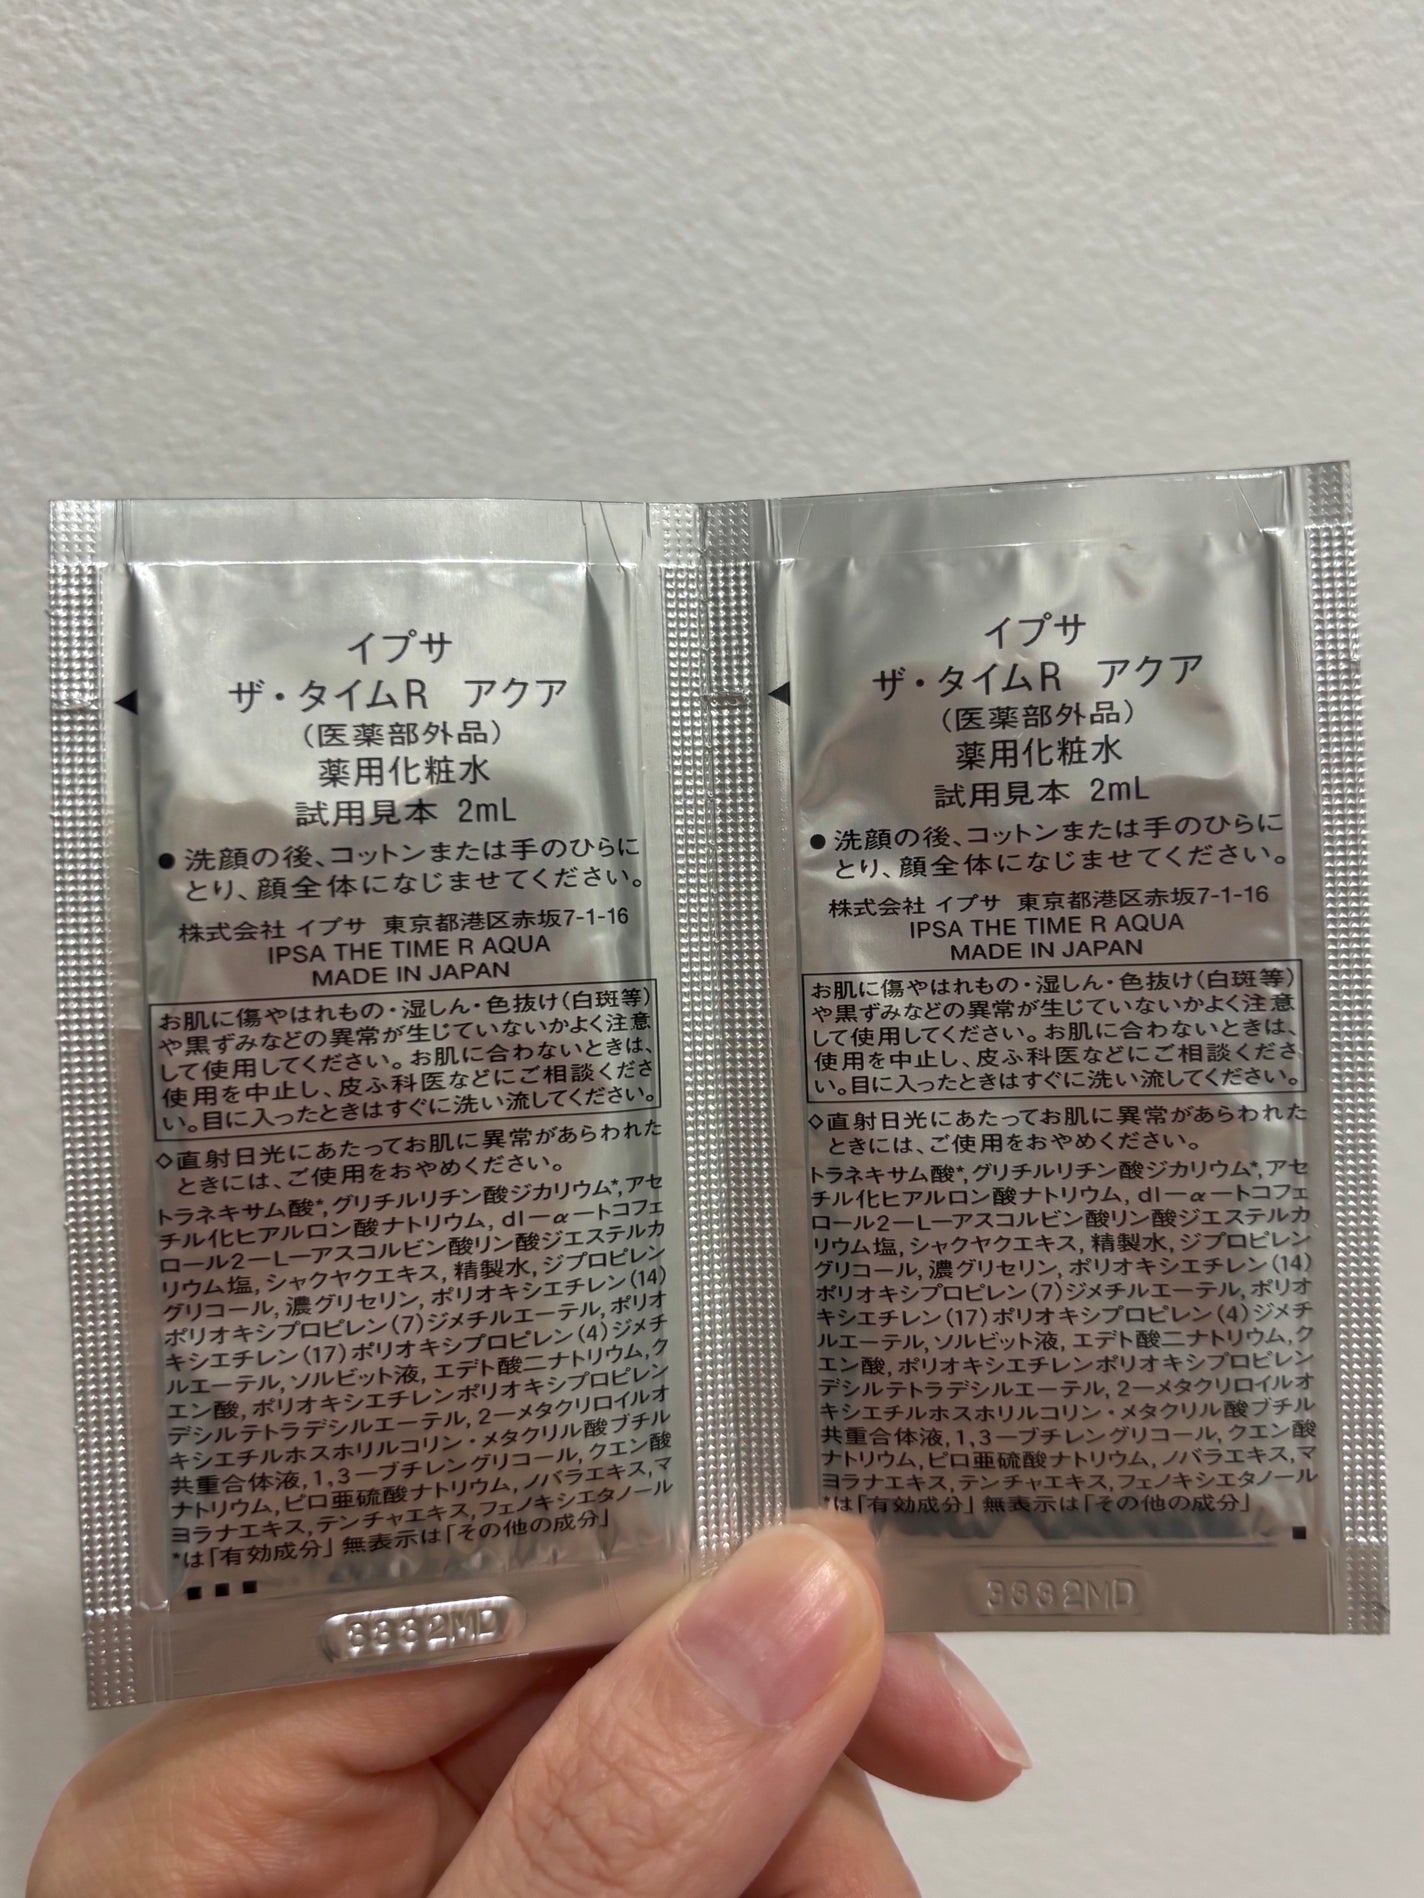 イプサ
ザ・タイムR アクア
（医薬部外品）
薬用化粧水
試用見本 2mL
●洗顔の後、コットンまたは手のひらに
とり、顔全体になじませてください。
株式会社 イプサ 東京都港区赤坂7-1-16
IPSA THE TIME R AQUA
MADE IN JAPAN
お肌に傷やはれもの・湿しん・色抜け（白斑等）
や黒ずみなどの異常が生じていないかよく注意
して使用してください。お肌に合わないときは、
使用を中止し、皮ふ科医などにご相談くださ
い。目に入ったときはすぐに洗い流してください。
◇直射日光にあたってお肌に異常があらわれた
ときには、ご使用をおやめください。
トラネキサム酸*, グリチルリチン酸ジカリウム*, アセ
チル化ヒアルロン酸ナトリウム, dl－α－トコフェ
ロール2－L－アスコルビン酸リン酸ジエステルカ
リウム塩, シャクヤクエキス, 精製水, ジプロピレン
グリコール, 濃グリセリン, ポリオキシエチレン(14)
ポリオキシプロピレン(7)ジメチルエーテル, ポリオ
キシエチレン(17)ポリオキシプロピレン(4)ジメチ
ルエーテル, ソルビット液, エデト酸二ナトリウム, ク
エン酸, ポリオキシエチレンポリオキシプロピレン
デシルテトラデシルエーテル, 2－メタクリロイルオ
キシエチルホスホリルコリン・メタクリル酸ブチル
共重合体液, 1,3－ブチレングリコール, クエン酸
ナトリウム, ピロ亜硫酸ナトリウム, ノバラエキス, マ
ヨラナエキス, テンチャエキス, フェノキシエタノール
*は「有効成分」無表示は「その他の成分」
3332MD
イプサ
ザ・タイムR アクア
（医薬部外品）
薬用化粧水
試用見本 2mL
●洗顔の後、コットンまたは手のひらに
とり、顔全体になじませてください。
株式会社 イプサ 東京都港区赤坂7-1-16
IPSA THE TIME R AQUA
MADE IN JAPAN
お肌に傷やはれもの・湿しん・色抜け（白斑等）
や黒ずみなどの異常が生じていないかよく注意
して使用してください。お肌に合わないときは、
使用を中止し、皮ふ科医などにご相談くださ
い。目に入ったときはすぐに洗い流してください。
◇直射日光にあたってお肌に異常があらわれた
ときには、ご使用をおやめください。
トラネキサム酸*, グリチルリチン酸ジカリウム*, アセ
チル化ヒアルロン酸ナトリウム, dl－α－トコフェ
ロール2－L－アスコルビン酸リン酸ジエステルカ
リウム塩, シャクヤクエキス, 精製水, ジプロピレン
グリコール, 濃グリセリン, ポリオキシエチレン(14)
ポリオキシプロピレン(7)ジメチルエーテル, ポリオ
キシエチレン(17)ポリオキシプロピレン(4)ジメチ
ルエーテル, ソルビット液, エデト酸二ナトリウム, ク
エン酸, ポリオキシエチレンポリオキシプロピレン
デシルテトラデシルエーテル, 2－メタクリロイルオ
キシエチルホスホリルコリン・メタクリル酸ブチル
共重合体液, 1,3－ブチレングリコール, クエン酸
ナトリウム, ピロ亜硫酸ナトリウム, ノバラエキス, マ
ヨラナエキス, テンチャエキス, フェノキシエタノール
*は「有効成分」無表示は「その他の成分」
3332MD